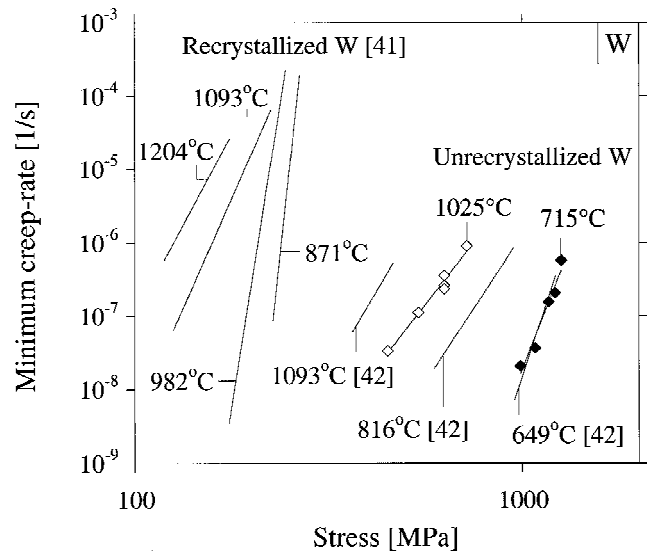 10⁻³
Recrystallized W [41]
W
1093°C
10⁻⁴
1204°C
Unrecrystallized W
10⁻⁵
1025°C
715°C
10⁻⁶
871°C
10⁻⁷
1093°C [42]
982°C
10⁻⁸
816°C [42]
649°C [42]
10⁻⁹
100
1000
Stress [MPa]
Minimum creep-rate [1/s]